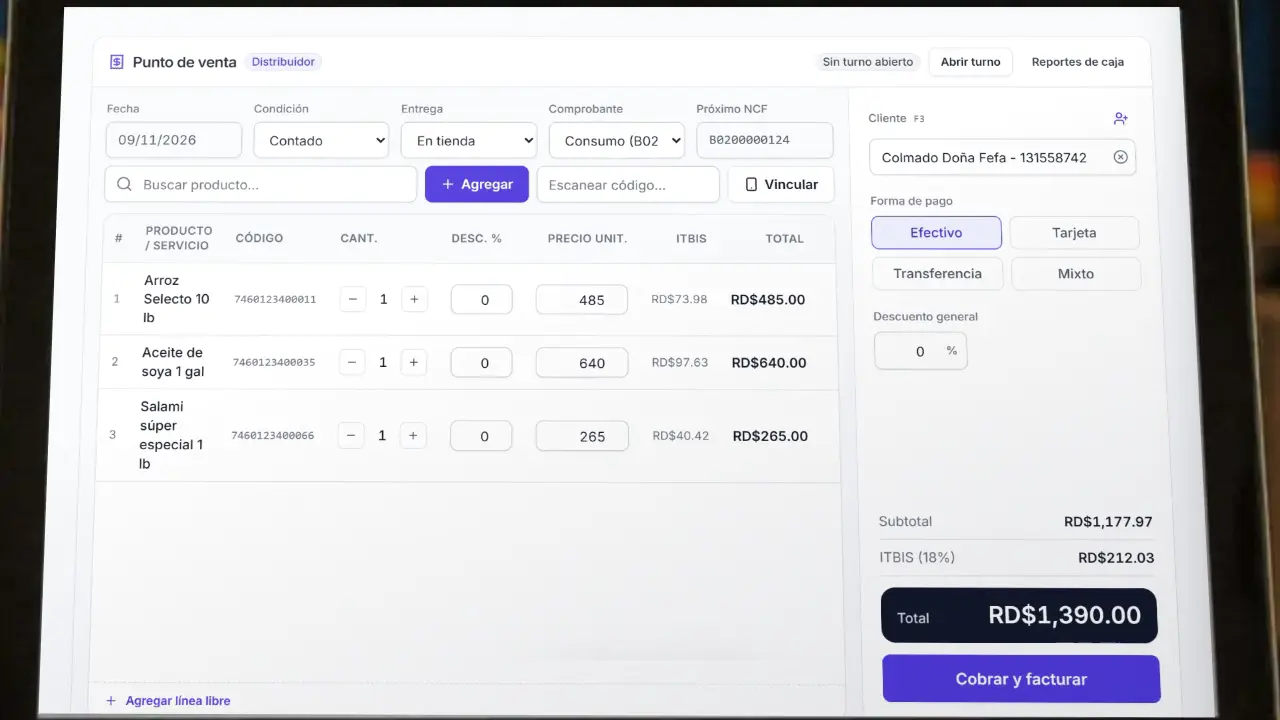 Punto de venta Distribuidor Sin turno abierto Abrir turno Reportes de caja
Fecha Condición Entrega Comprobante Próximo NCF
09/11/2026 Contado En tienda Consumo (B02 B0200000124
Buscar producto... + Agregar Escanear código... Vincular
# PRODUCTO / SERVICIO CÓDIGO CANT. DESC. % PRECIO UNIT. ITBIS TOTAL
1 Arroz Selecto 10 lb 7460123400011 − 1 + 0 485 RD$73.98 RD$485.00
2 Aceite de soya 1 gal 7460123400035 − 1 + 0 640 RD$97.63 RD$640.00
3 Salami súper especial 1 lb 7460123400066 − 1 + 0 265 RD$40.42 RD$265.00
+ Agregar línea libre
Cliente F3
Colmado Doña Fefa - 131558742
Forma de pago
Efectivo Tarjeta
Transferencia Mixto
Descuento general
0 %
Subtotal RD$1,177.97
ITBIS (18%) RD$212.03
Total RD$1,390.00
Cobrar y facturar